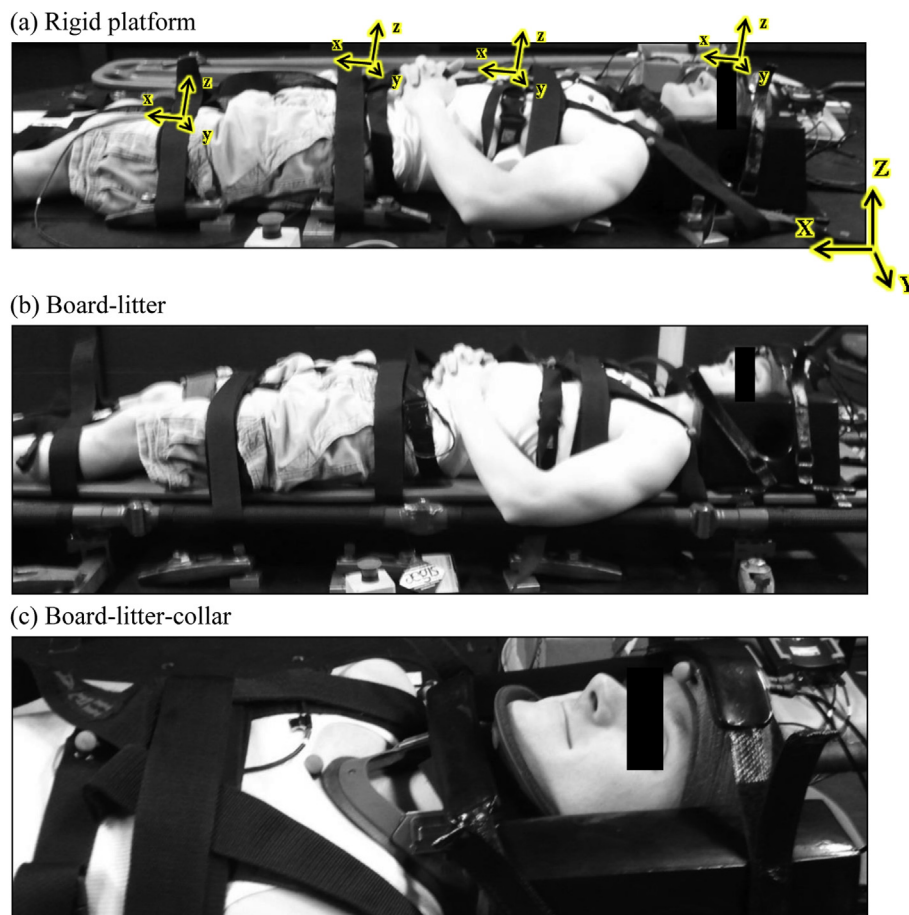 (a) Rigid platform
z
x
y
z
x
y
z
x
y
z
x
y
Z
X
Y
(b) Board-litter
(c) Board-litter-collar